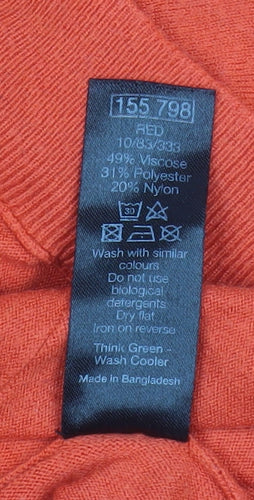 155 798
RED
10/83/333
49% Viscose
31% Polyester
20% Nylon
30
Wash with similar
colours
Do not use
biological
detergents
Dry flat
Iron on reverse
Think Green -
Wash Cooler
Made in Bangladesh